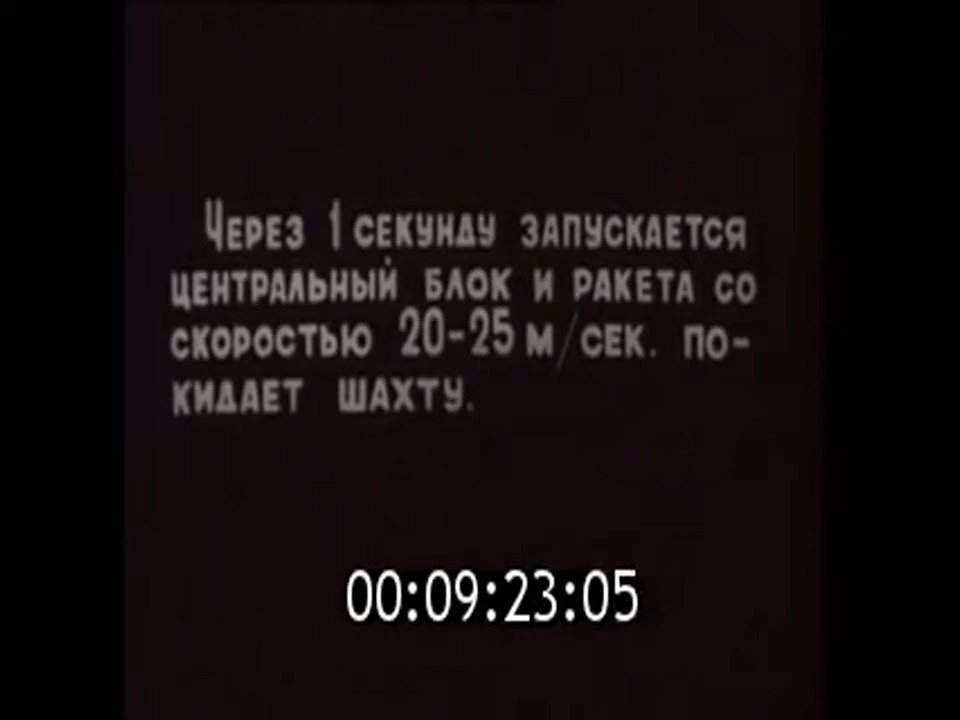 Через 1 секунду запускается
центральный блок и ракета со
скоростью 20-25 м/сек. по-
кидает шахту.
00:09:23:05